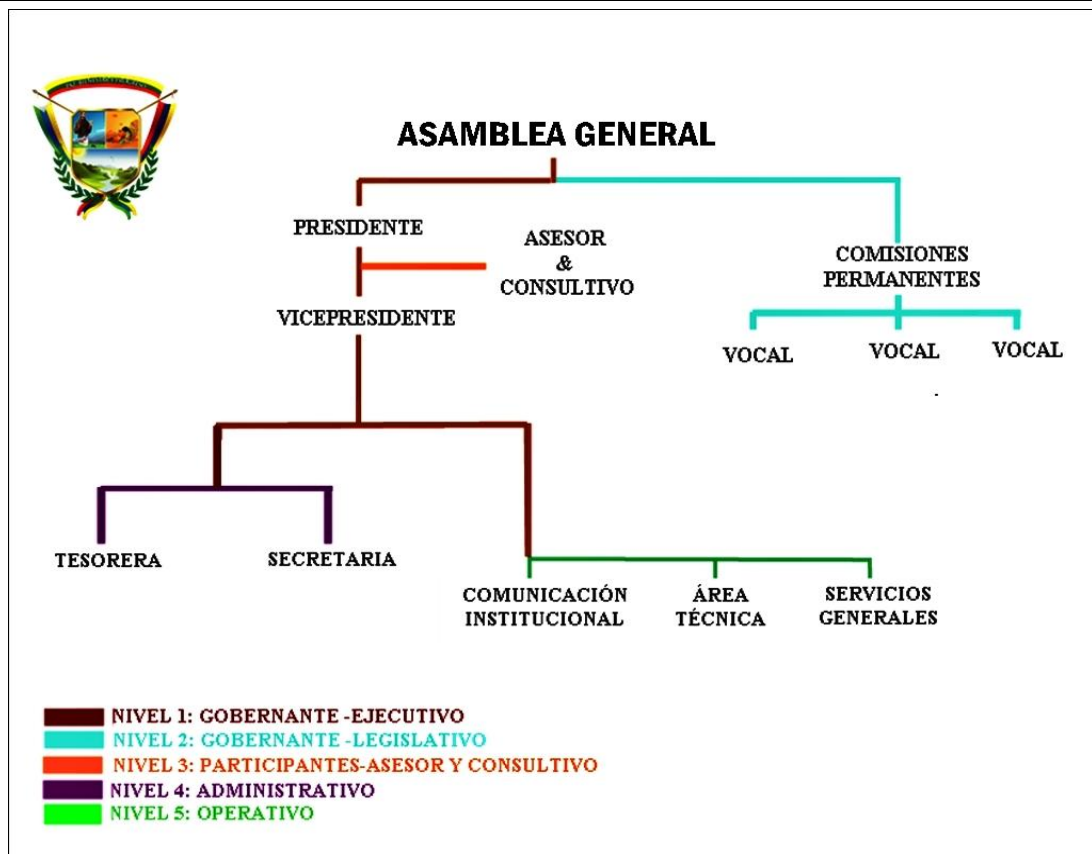 ASAMBLEA GENERAL
PRESIDENTE
ASESOR
&
CONSULTIVO
COMISIONES
PERMANENTES
VICEPRESIDENTE
VOCAL
VOCAL
VOCAL
TESORERA
SECRETARIA
COMUNICACIÓN
INSTITUCIONAL
ÁREA
TÉCNICA
SERVICIOS
GENERALES
NIVEL 1: GOBERNANTE -EJECUTIVO
NIVEL 2: GOBERNANTE -LEGISLATIVO
NIVEL 3: PARTICIPANTES-ASESOR Y CONSULTIVO
NIVEL 4: ADMINISTRATIVO
NIVEL 5: OPERATIVO